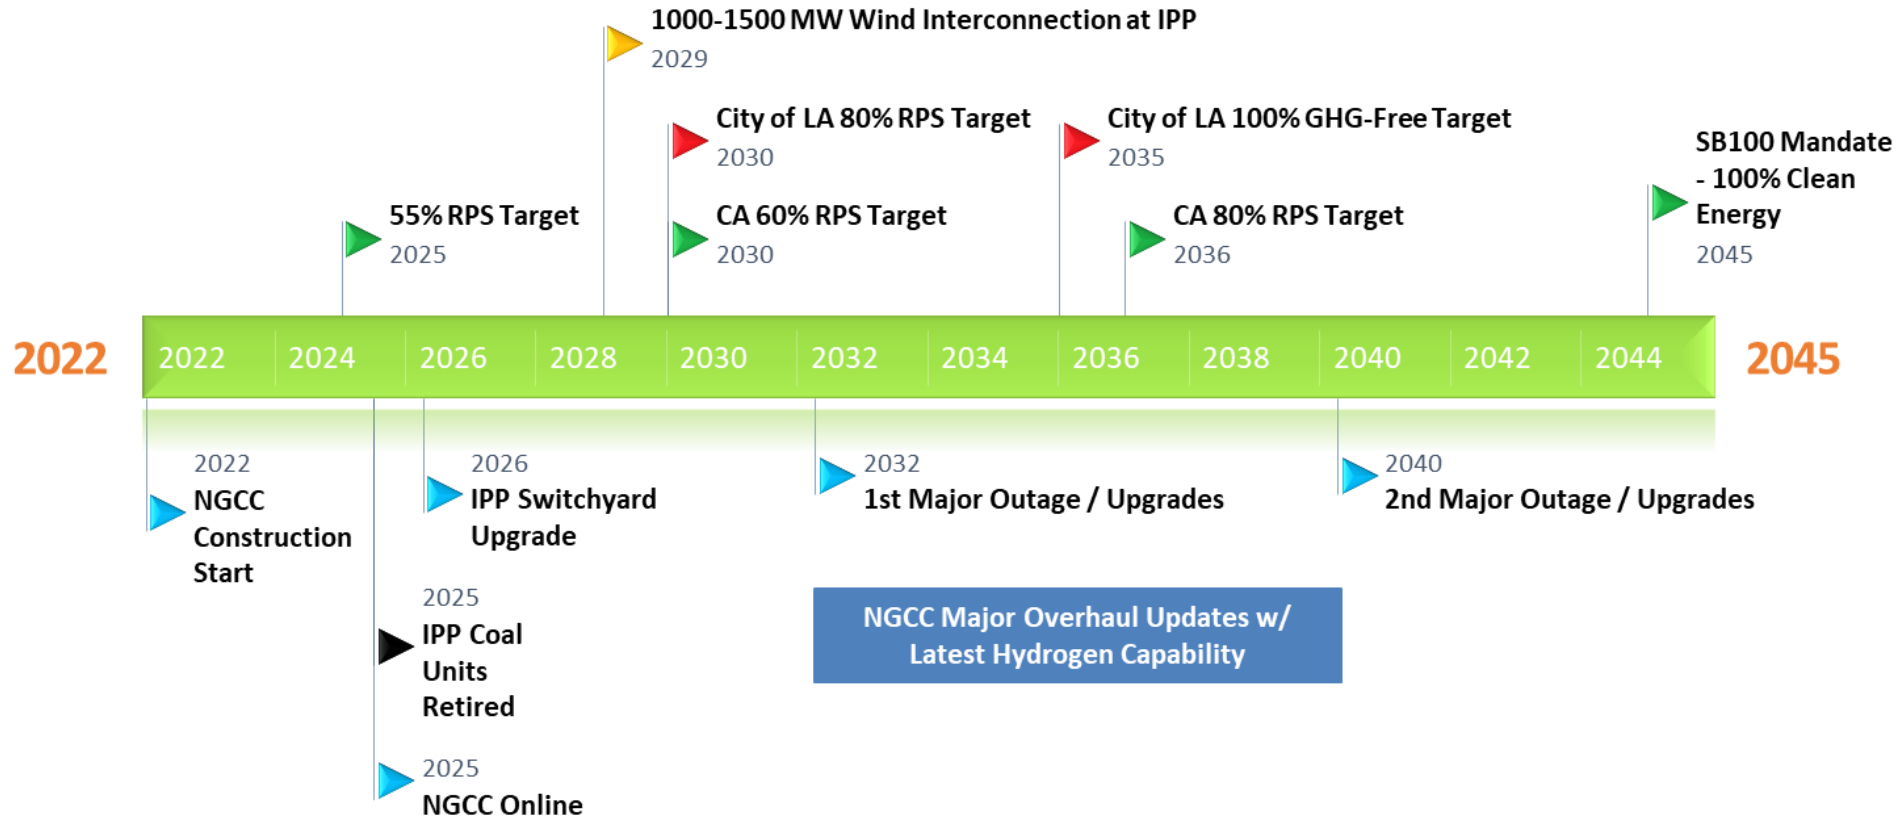 1000-1500 MW Wind Interconnection at IPP
2029
City of LA 80% RPS Target
2030
City of LA 100% GHG-Free Target
2035
SB100 Mandate
- 100% Clean
Energy
2045
55% RPS Target
2025
CA 60% RPS Target
2030
CA 80% RPS Target
2036
2022
2022 2024 2026 2028 2030 2032 2034 2036 2038 2040 2042 2044
2045
2022
NGCC
Construction
Start
2026
IPP Switchyard
Upgrade
2032
1st Major Outage / Upgrades
2040
2nd Major Outage / Upgrades
2025
IPP Coal
Units
Retired
NGCC Major Overhaul Updates w/
Latest Hydrogen Capability
2025
NGCC Online